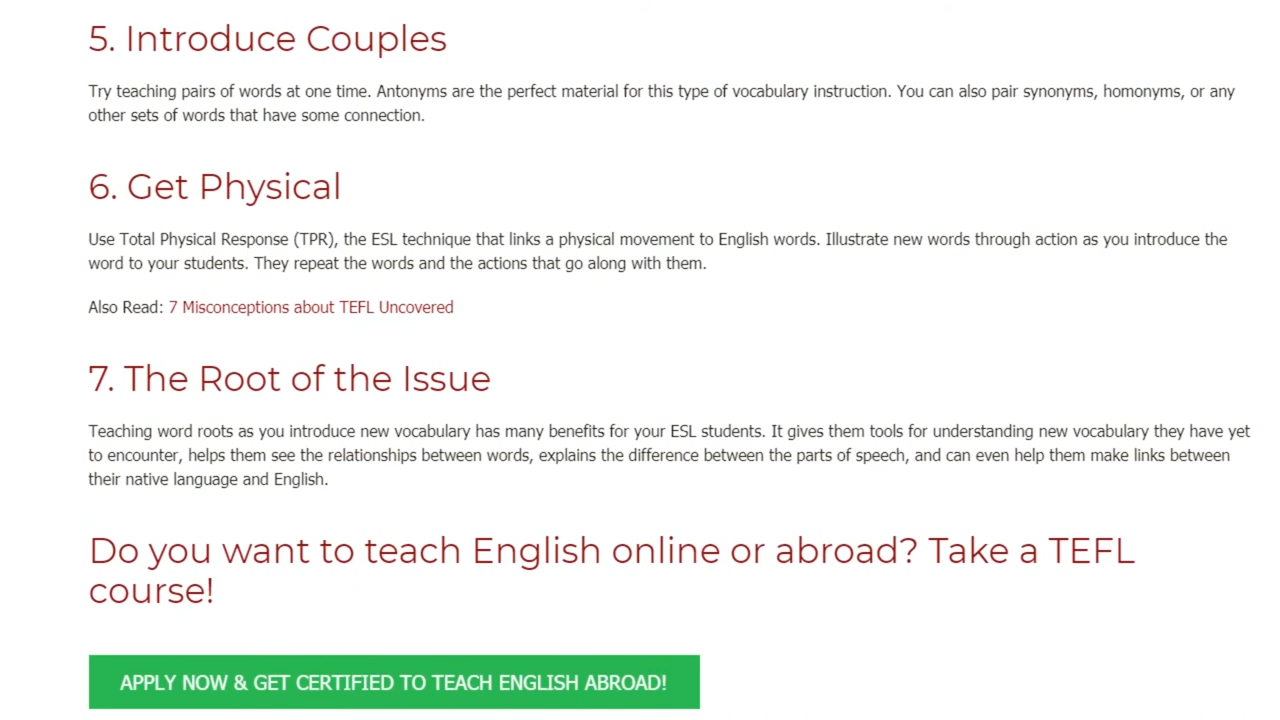 5. Introduce Couples
Try teaching pairs of words at one time. Antonyms are the perfect material for this type of vocabulary instruction. You can also pair synonyms, homonyms, or any
other sets of words that have some connection.
6. Get Physical
Use Total Physical Response (TPR), the ESL technique that links a physical movement to English words. Illustrate new words through action as you introduce the
word to your students. They repeat the words and the actions that go along with them.
Also Read: 7 Misconceptions about TEFL Uncovered
7. The Root of the Issue
Teaching word roots as you introduce new vocabulary has many benefits for your ESL students. It gives them tools for understanding new vocabulary they have yet
to encounter, helps them see the relationships between words, explains the difference between the parts of speech, and can even help them make links between
their native language and English.
Do you want to teach English online or abroad? Take a TEFL
course!
APPLY NOW & GET CERTIFIED TO TEACH ENGLISH ABROAD!